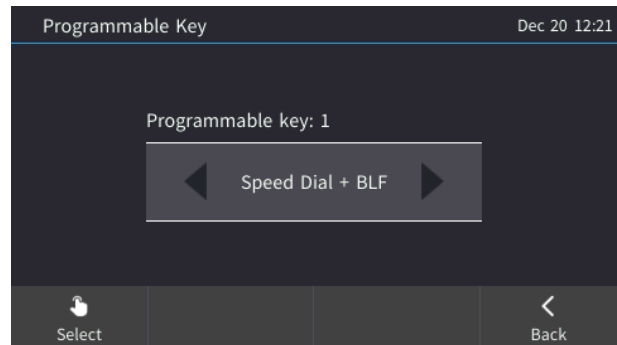 Programmable Key
Dec 20 12:21
Programmable key: 1
Speed Dial + BLF
Select
Back